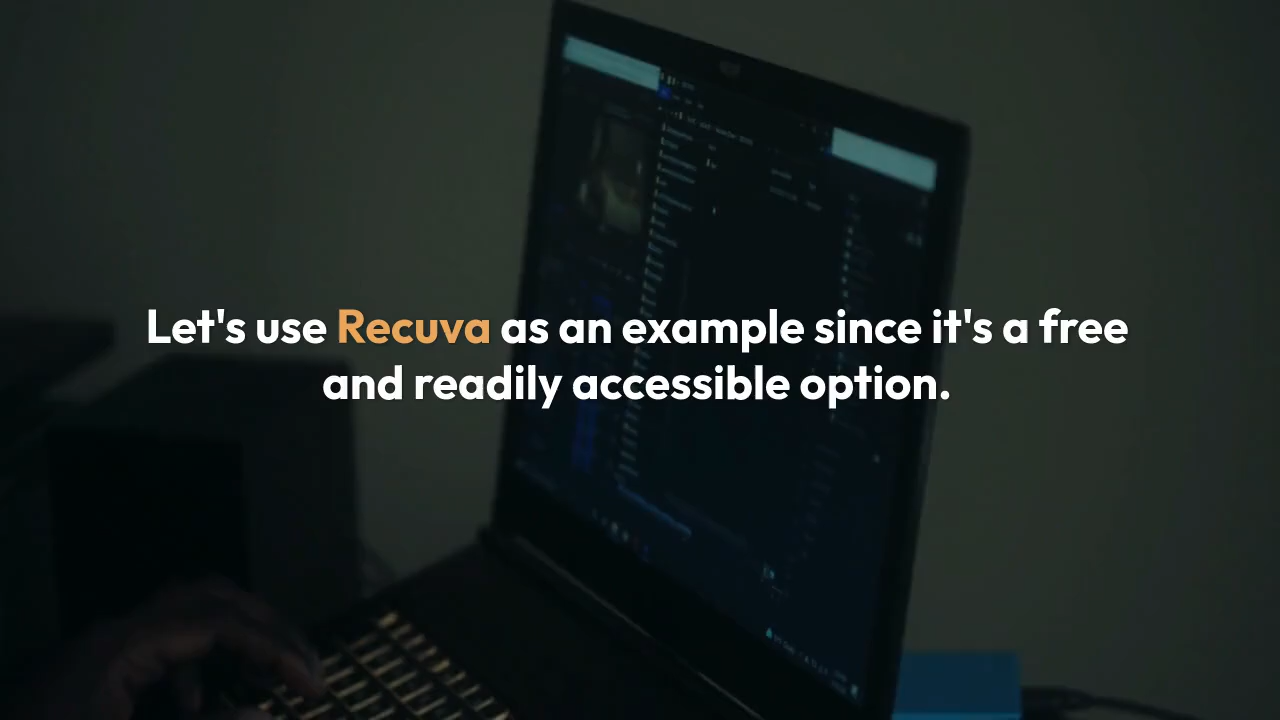 Let's use Recuva as an example since it's a free
and readily accessible option.